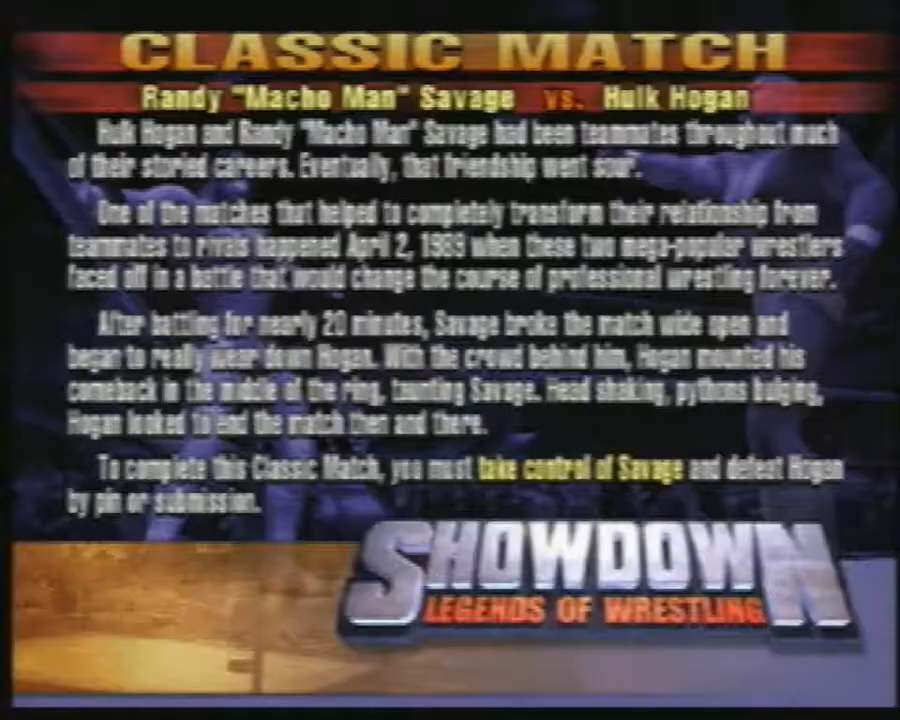 CLASSIC MATCH
Randy "Macho Man" Savage vs. Hulk Hogan
Hulk Hogan and Randy "Macho Man" Savage had been teammates throughout much
of their storied careers. Eventually, that friendship went sour.
One of the matches that helped to completely transform their relationship from
teammates to rivals happened April 2, 1989 when these two mega-popular wrestlers
faced off in a battle that would change the course of professional wrestling forever.
After battling for nearly 20 minutes, Savage broke the match wide open and
began to really wear down Hogan. With the crowd behind him, Hogan mounted his
comeback in the middle of the ring, taunting Savage. Head shaking, pythons bulging,
Hogan looked to end the match then and there.
To complete this Classic Match, you must take control of Savage and defeat Hogan
by pin or submission.
SHOWDOWN
LEGENDS OF WRESTLING